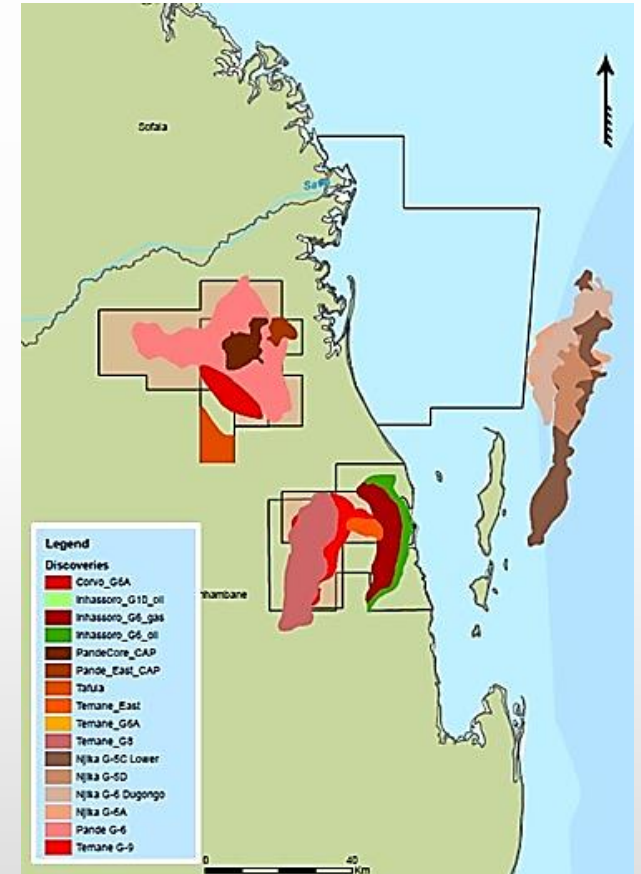 Sofala
Save
nhambane
Legend
Discoveries
Corvo_G6A
Inhassoro_G10_oil
Inhassoro_G6_gas
Inhassoro_G6_oil
PandeCore_CAP
Pande_East_CAP
Tafula
Temane_East
Temane_G6A
Temane_G8
Njika G-5C Lower
Njika G-5D
Njika G-6 Dugongo
Njika G-6A
Pande G-6
Temane G-9
0 40
Km